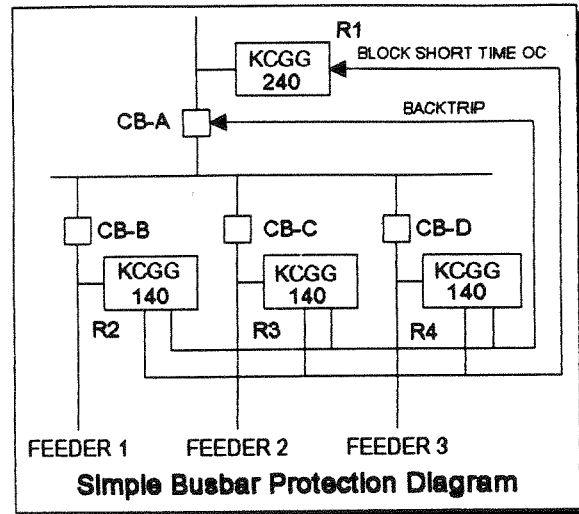 R1
KCGG
240
BLOCK SHORT TIME OC
CB-A
BACKTRIP
CB-B
CB-C
CB-D
KCGG
140
KCGG
140
KCGG
140
R2
R3
R4
FEEDER 1
FEEDER 2
FEEDER 3
Simple Busbar Protection Diagram